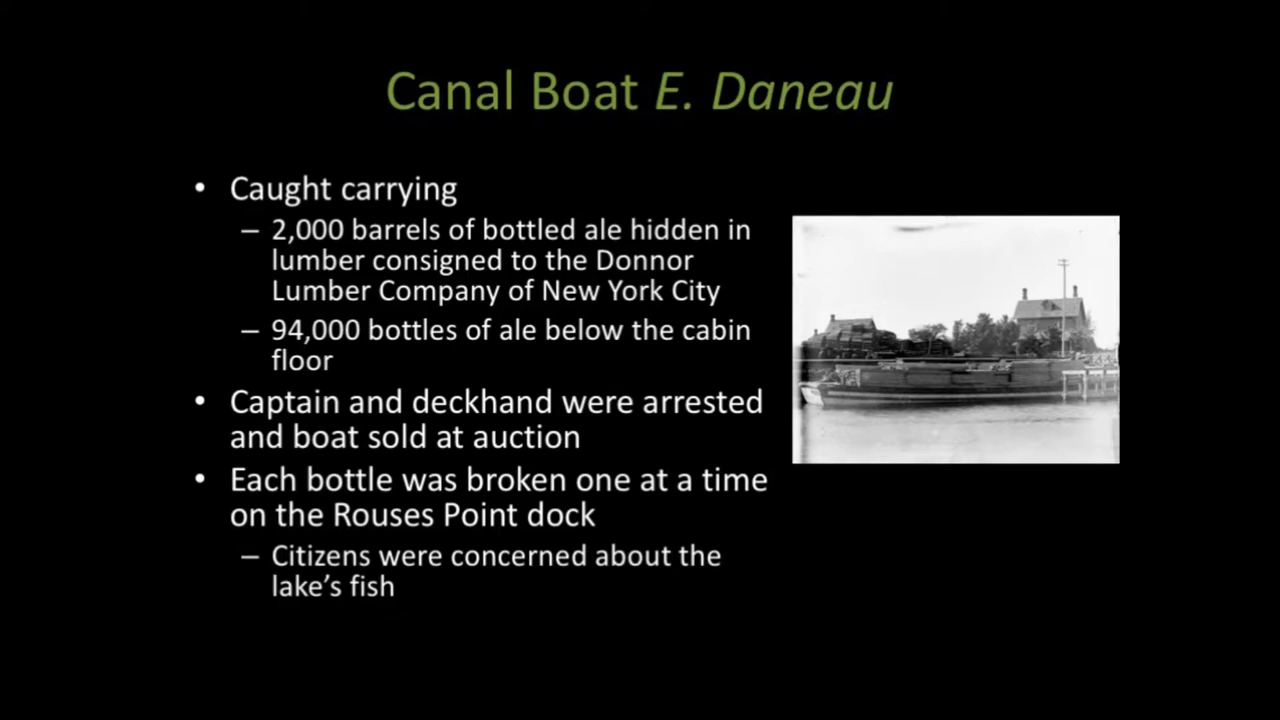 Canal Boat E. Daneau
• Caught carrying
– 2,000 barrels of bottled ale hidden in
lumber consigned to the Donnor
Lumber Company of New York City
– 94,000 bottles of ale below the cabin
floor
• Captain and deckhand were arrested
and boat sold at auction
• Each bottle was broken one at a time
on the Rouses Point dock
– Citizens were concerned about the
lake’s fish